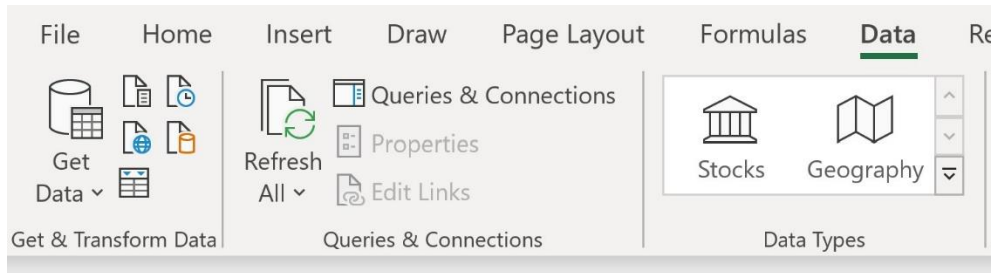 File Home Insert Draw Page Layout Formulas Data Re
Get
Data
Refresh
All
Queries & Connections
Properties
Edit Links
Stocks Geography
Get & Transform Data Queries & Connections Data Types